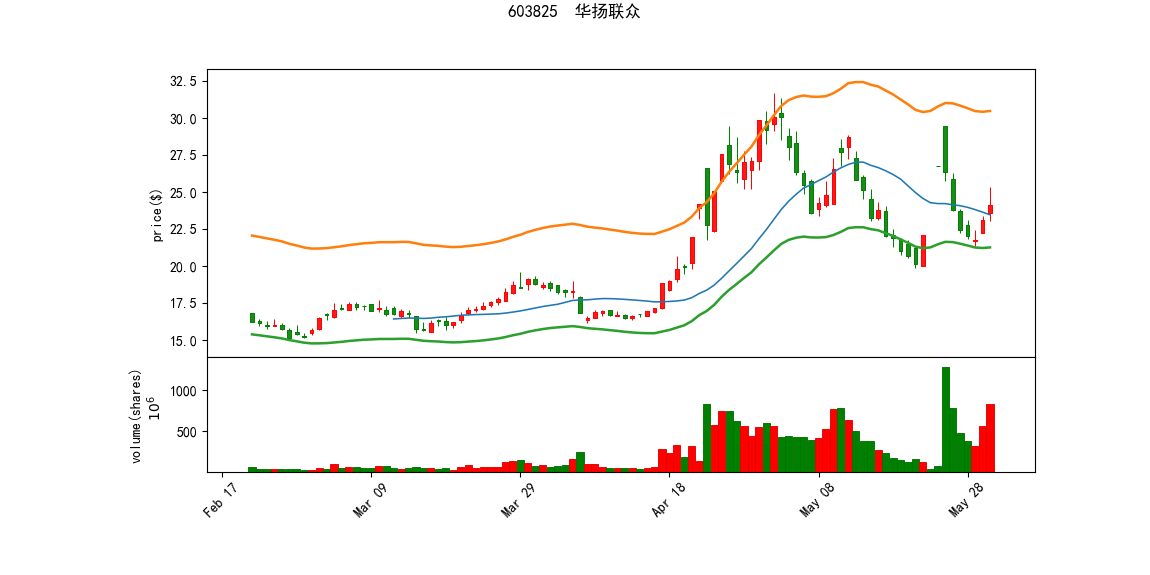 603825 华扬联众
32.5
30.0
27.5
25.0
22.5
20.0
17.5
15.0
price($)
1000
500
volume(shares)
10^6
Feb 17
Mar 09
Mar 29
Apr 18
May 08
May 28